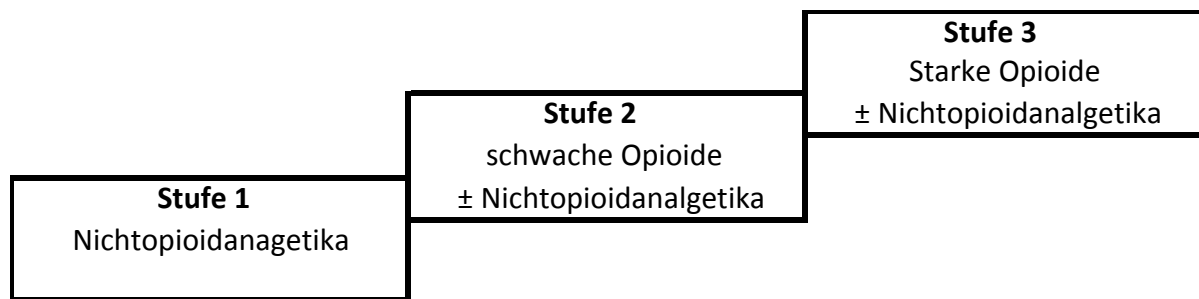 Stufe 3
Starke Opioide
± Nichtopioidanalgetika
Stufe 2
schwache Opioide
± Nichtopioidanalgetika
Stufe 1
Nichtopioidanagetika